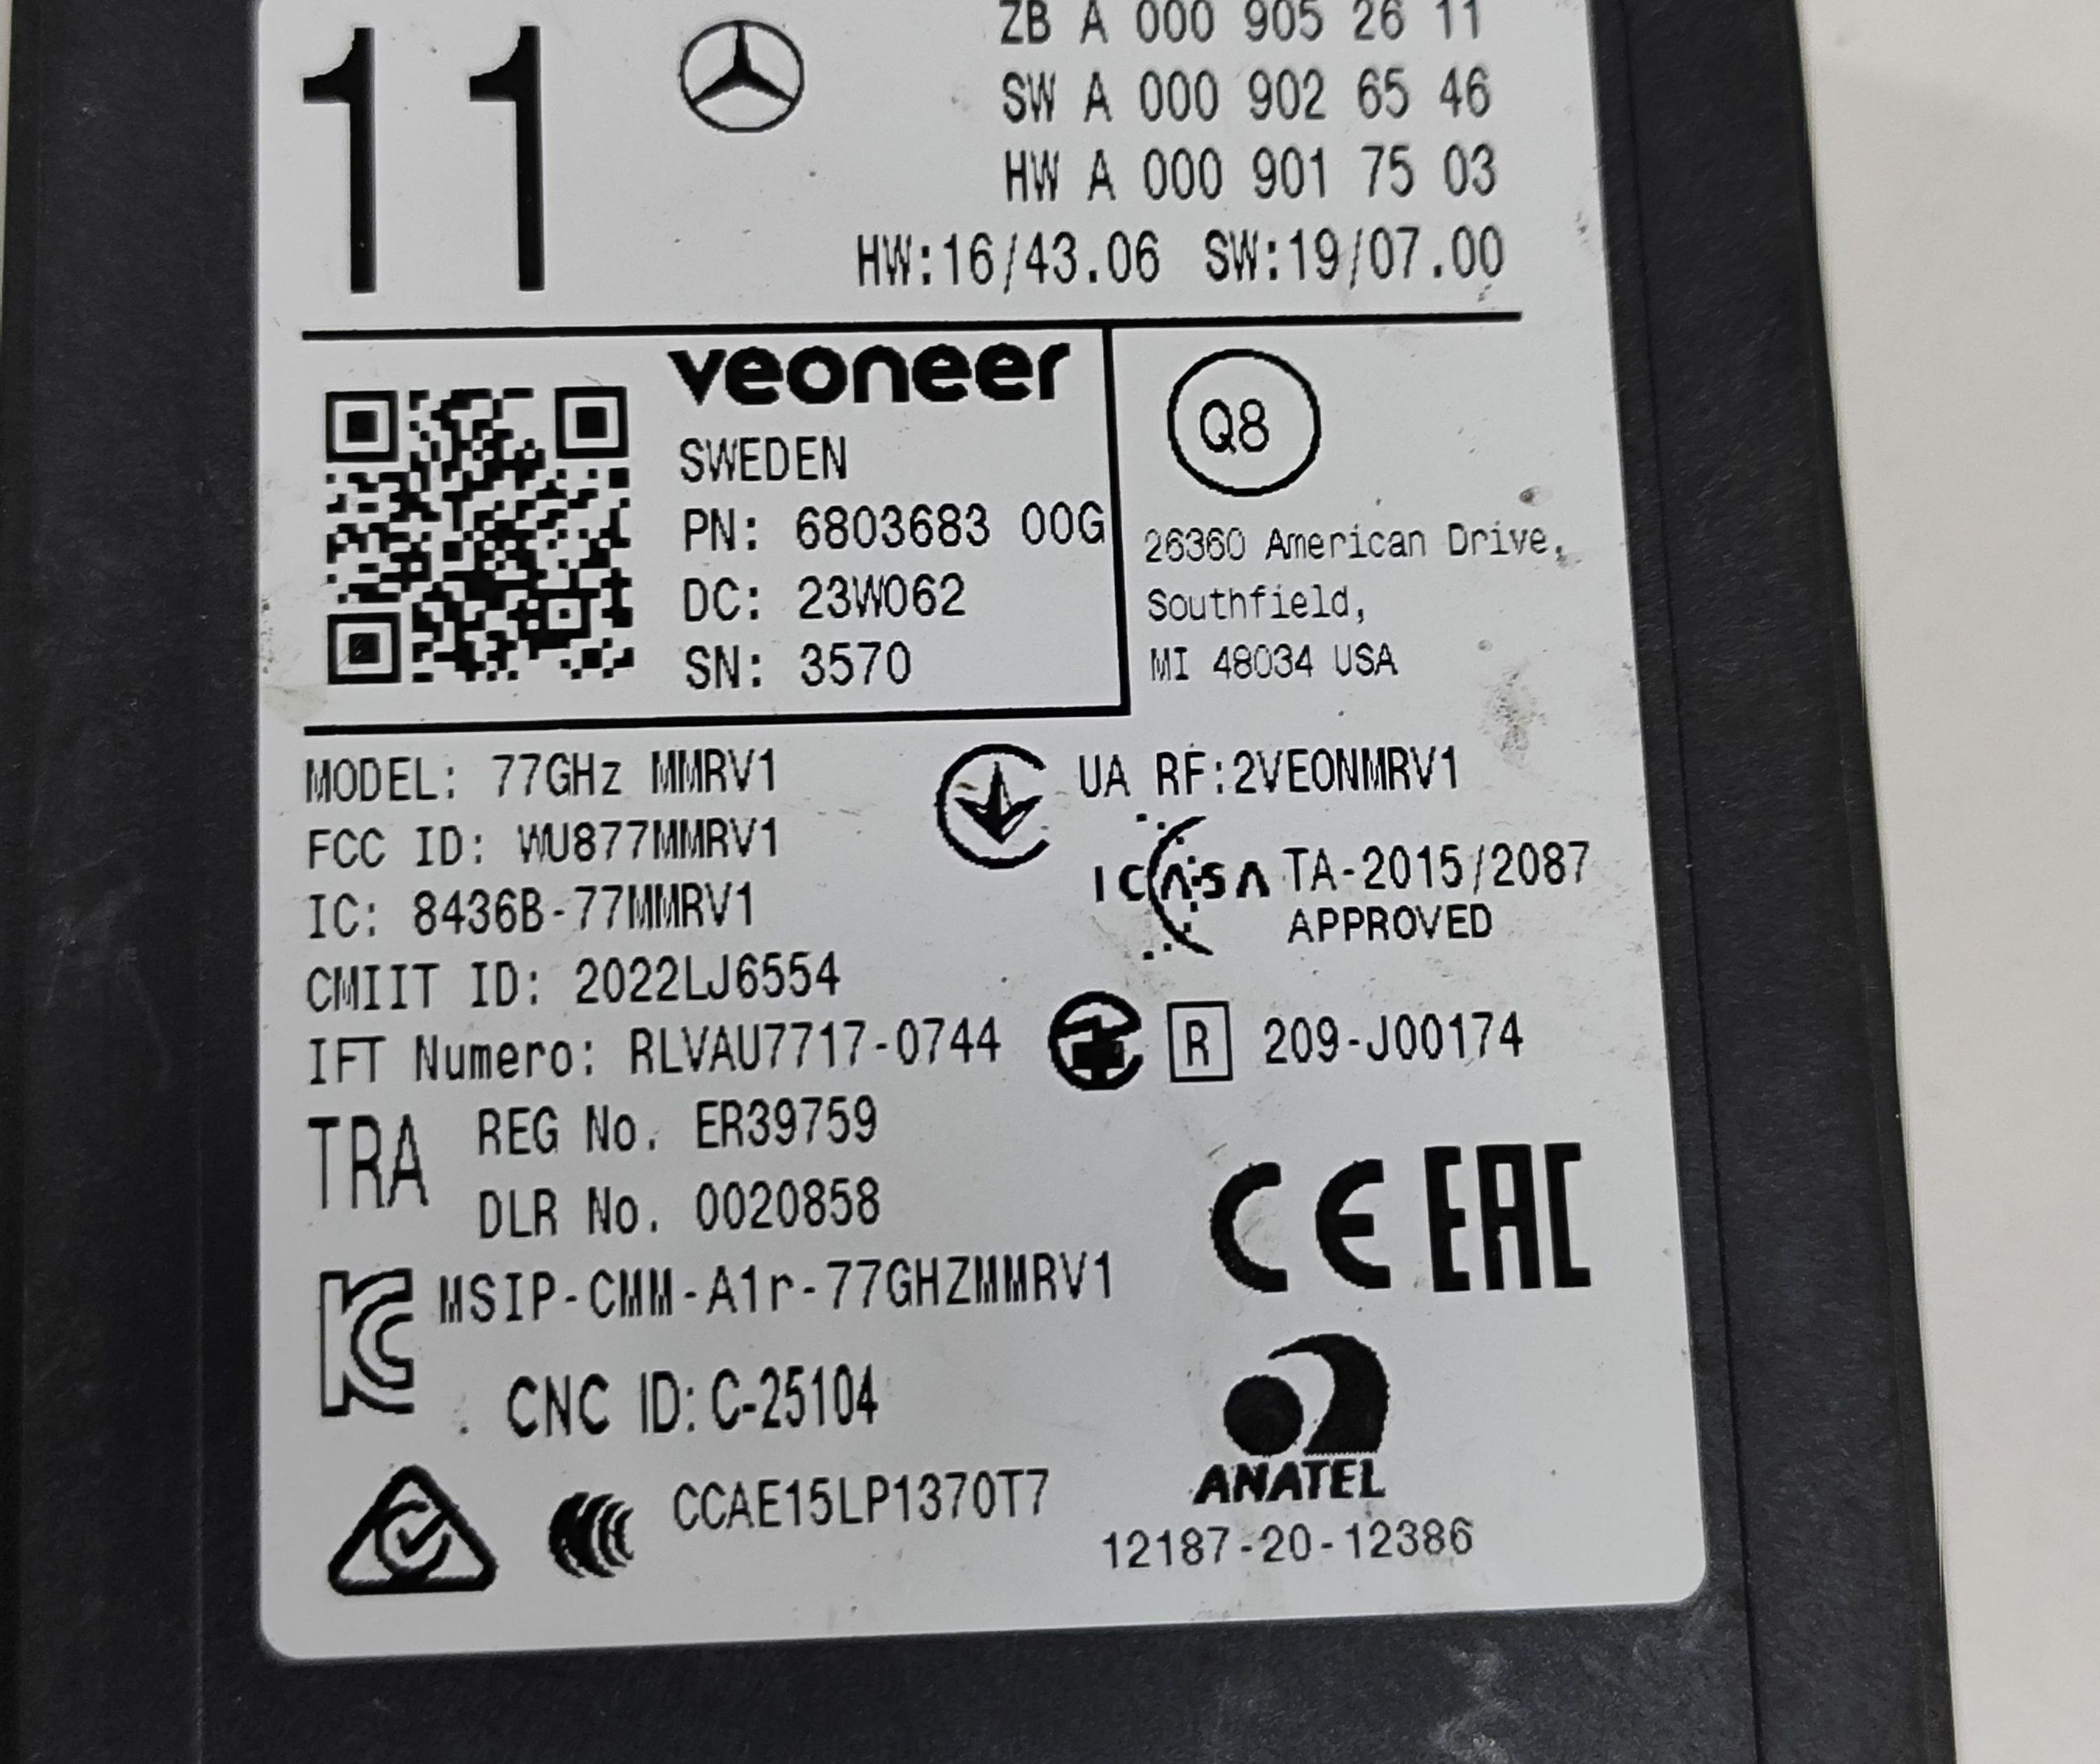 11
ZB A 000 905 26 11
SW A 000 902 65 46
HW A 000 901 75 03
HW:16/43.06 SW:19/07.00
veoneer
SWEDEN
PN: 6803683 00G
DC: 23W062
SN: 3570
Q8
26360 American Drive,
Southfield,
MI 48034 USA
MODEL: 77GHz MMRV1
FCC ID: WU877MMRV1
IC: 8436B-77MMRV1
CMIIT ID: 2022LJ6554
IFT Numero: RLVAU7717-0744
UA RF:2VEONMRV1
ICASA TA-2015/2087
APPROVED
R 209-J00174
TRA REG No. ER39759
DLR No. 0020858
CE EAC
KC MSIP-CMM-A1r-77GHZMMRV1
CNC ID: C-25104
CCAE15LP1370T7
ANATEL
12187-20-12386